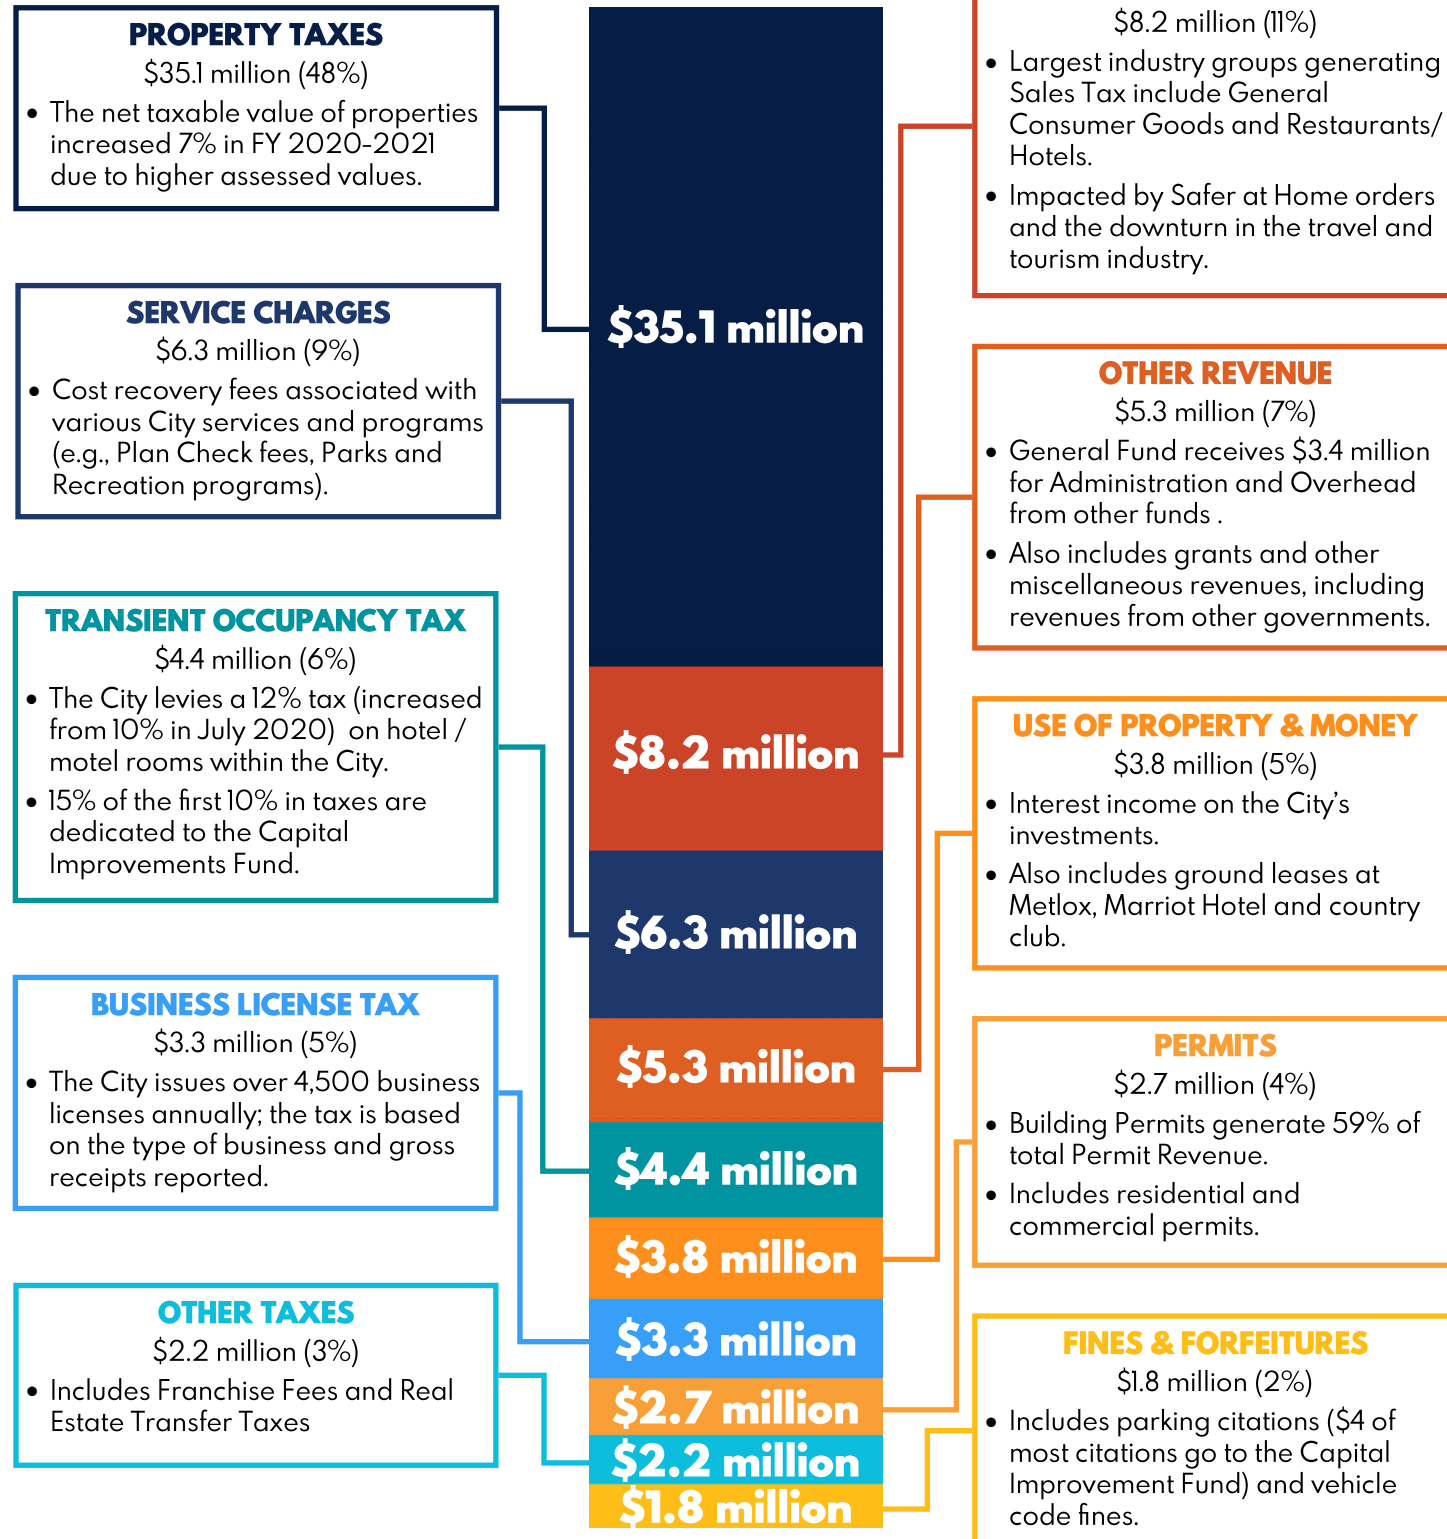 PROPERTY TAXES
$35.1 million (48%)
• The net taxable value of properties
increased 7% in FY 2020-2021
due to higher assessed values.
SERVICE CHARGES
$6.3 million (9%)
• Cost recovery fees associated with
various City services and programs
(e.g., Plan Check fees, Parks and
Recreation programs).
TRANSIENT OCCUPANCY TAX
$4.4 million (6%)
• The City levies a 12% tax (increased
from 10% in July 2020) on hotel /
motel rooms within the City.
• 15% of the first 10% in taxes are
dedicated to the Capital
Improvements Fund.
BUSINESS LICENSE TAX
$3.3 million (5%)
• The City issues over 4,500 business
licenses annually; the tax is based
on the type of business and gross
receipts reported.
OTHER TAXES
$2.2 million (3%)
• Includes Franchise Fees and Real
Estate Transfer Taxes
$35.1 million
$8.2 million
$6.3 million
$5.3 million
$4.4 million
$3.8 million
$3.3 million
$2.7 million
$2.2 million
$1.8 million
$8.2 million (11%)
• Largest industry groups generating
Sales Tax include General
Consumer Goods and Restaurants/
Hotels.
• Impacted by Safer at Home orders
and the downturn in the travel and
tourism industry.
OTHER REVENUE
$5.3 million (7%)
• General Fund receives $3.4 million
for Administration and Overhead
from other funds .
• Also includes grants and other
miscellaneous revenues, including
revenues from other governments.
USE OF PROPERTY & MONEY
$3.8 million (5%)
• Interest income on the City's
investments.
• Also includes ground leases at
Metlox, Marriot Hotel and country
club.
PERMITS
$2.7 million (4%)
• Building Permits generate 59% of
total Permit Revenue.
• Includes residential and
commercial permits.
FINES & FORFEITURES
$1.8 million (2%)
• Includes parking citations ($4 of
most citations go to the Capital
Improvement Fund) and vehicle
code fines.